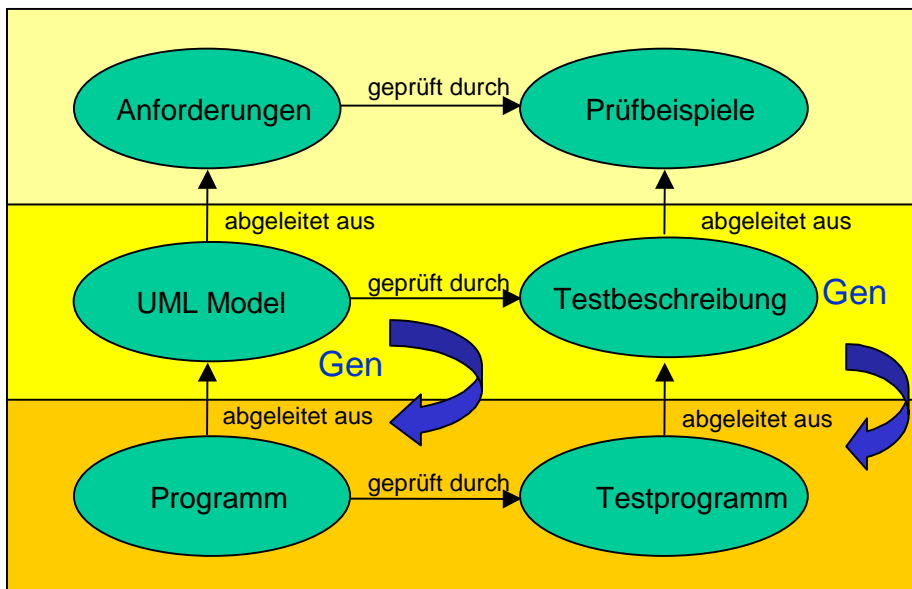 geprüft durch
Anforderungen
Prüfbeispiele
abgeleitet aus
abgeleitet aus
geprüft durch
UML Model
Testbeschreibung
Gen
Gen
abgeleitet aus
abgeleitet aus
geprüft durch
Programm
Testprogramm